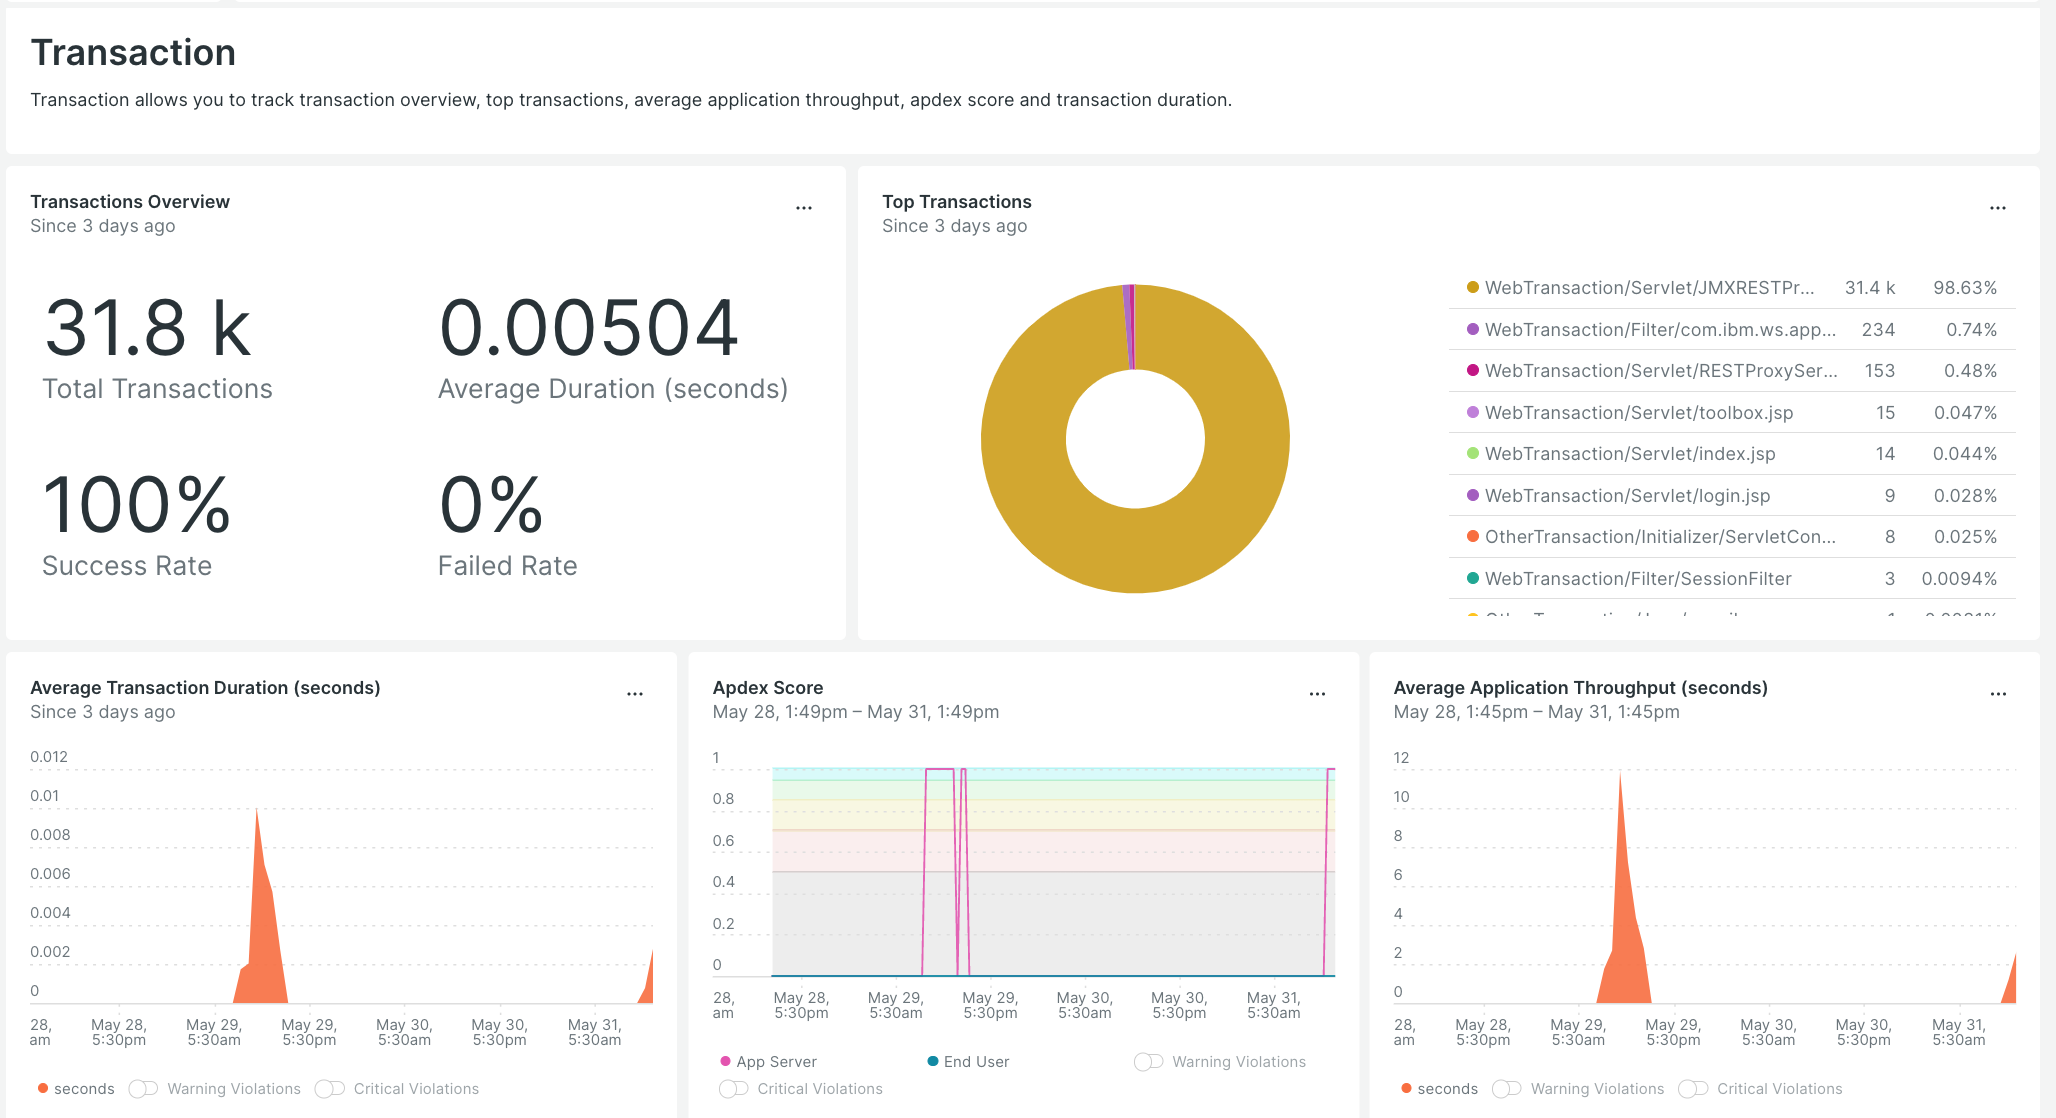 Transaction
Transaction allows you to track transaction overview, top transactions, average application throughput, apdex score and transaction duration.
Transactions Overview
Since 3 days ago
31.8 k
Total Transactions
0.00504
Average Duration (seconds)
100%
Success Rate
0%
Failed Rate
Top Transactions
Since 3 days ago
WebTransaction/Servlet/JMXRESTPr... 31.4 k 98.63%
WebTransaction/Filter/com.ibm.ws.app... 234 0.74%
WebTransaction/Servlet/RESTProxySer... 153 0.48%
WebTransaction/Servlet/toolbox.jsp 15 0.047%
WebTransaction/Servlet/index.jsp 14 0.044%
WebTransaction/Servlet/login.jsp 9 0.028%
OtherTransaction/Initializer/ServletCon... 8 0.025%
WebTransaction/Filter/SessionFilter 3 0.0094%
Average Transaction Duration (seconds)
Since 3 days ago
0.012
0.01
0.008
0.006
0.004
0.002
0
28, am
May 28, 5:30pm
May 29, 5:30am
May 29, 5:30pm
May 30, 5:30am
May 30, 5:30pm
May 31, 5:30am
seconds Warning Violations Critical Violations
Apdex Score
May 28, 1:49pm – May 31, 1:49pm
1
0.8
0.6
0.4
0.2
0
28, am
May 28, 5:30pm
May 29, 5:30am
May 29, 5:30pm
May 30, 5:30am
May 30, 5:30pm
May 31, 5:30am
App Server End User Warning Violations
Critical Violations
Average Application Throughput (seconds)
May 28, 1:45pm – May 31, 1:45pm
12
10
8
6
4
2
0
28, am
May 28, 5:30pm
May 29, 5:30am
May 29, 5:30pm
May 30, 5:30am
May 30, 5:30pm
May 31, 5:30am
seconds Warning Violations Critical Violations